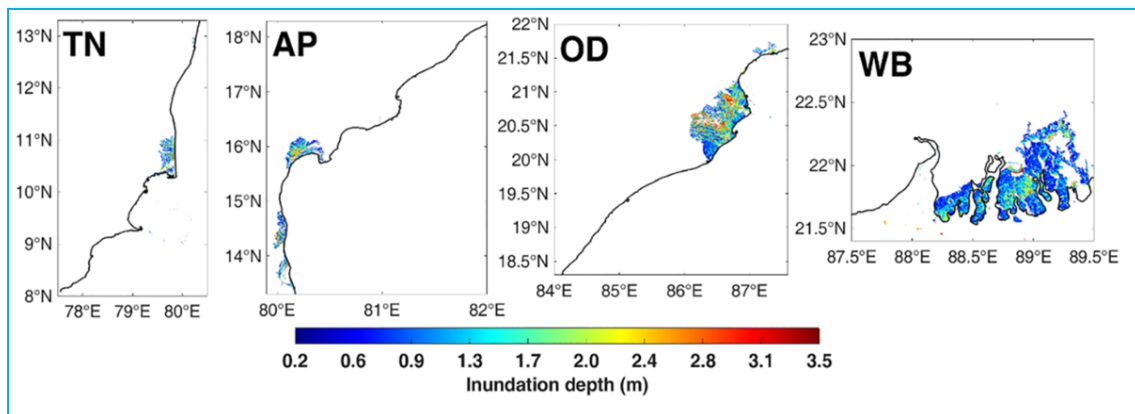 TN
13°N
12°N
11°N
10°N
9°N
8°N
78°E 79°E 80°E
AP
18°N
17°N
16°N
15°N
14°N
80°E 81°E 82°E
OD
22°N
21.5°N
21°N
20.5°N
20°N
19.5°N
19°N
18.5°N
84°E 85°E 86°E 87°E
WB
23°N
22.5°N
22°N
21.5°N
87.5°E 88°E 88.5°E 89°E 89.5°E
0.2 0.6 0.9 1.3 1.7 2.0 2.4 2.8 3.1 3.5
Inundation depth (m)